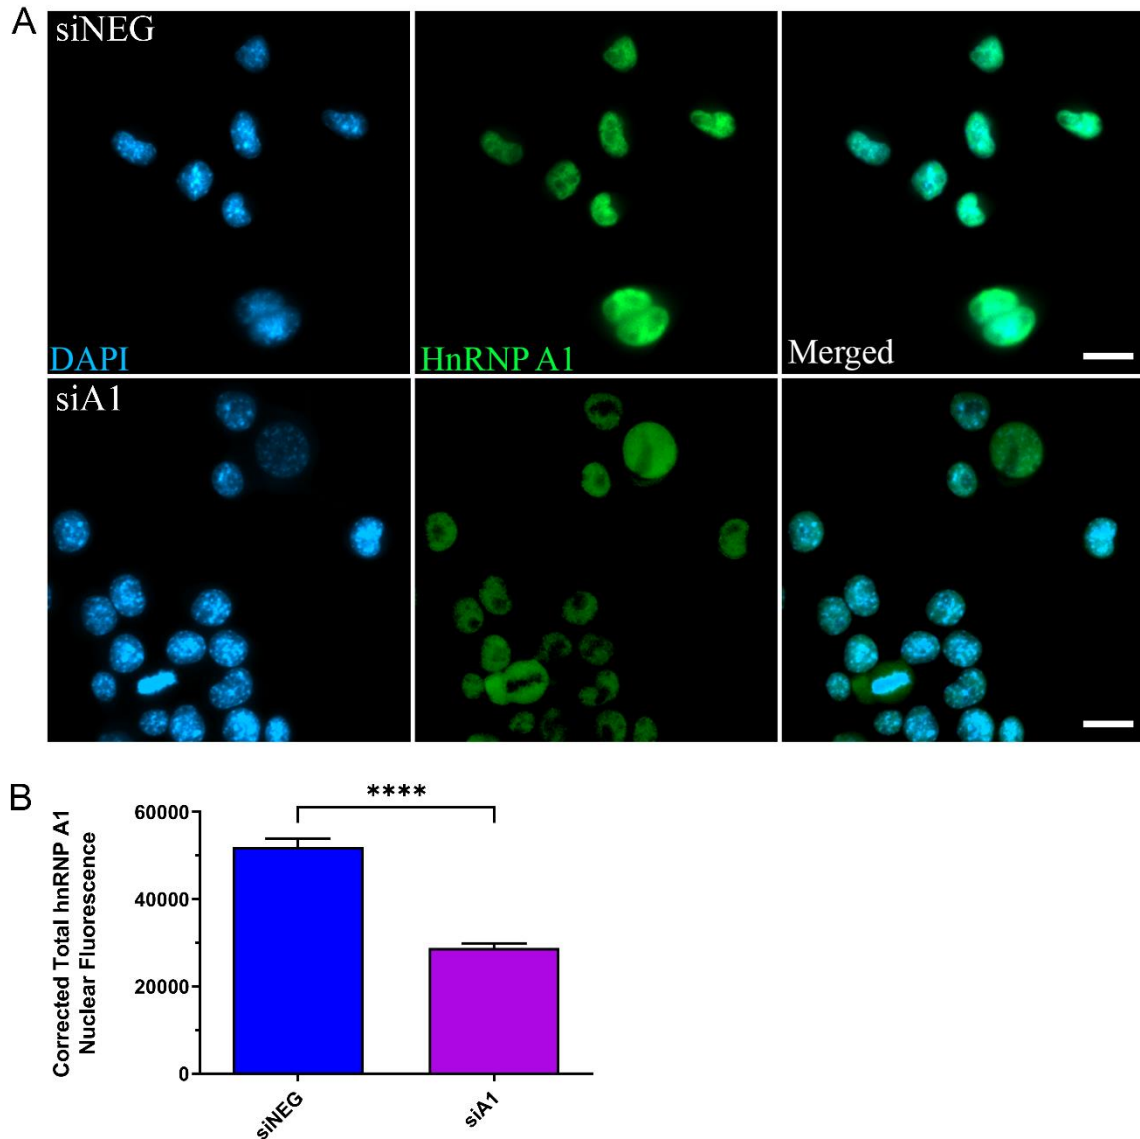 A
siNEG
DAPI
HnRNP A1
Merged
siA1
B
****
Corrected Total hnRNP A1
Nuclear Fluorescence
60000
40000
20000
0
siNEG
siA1